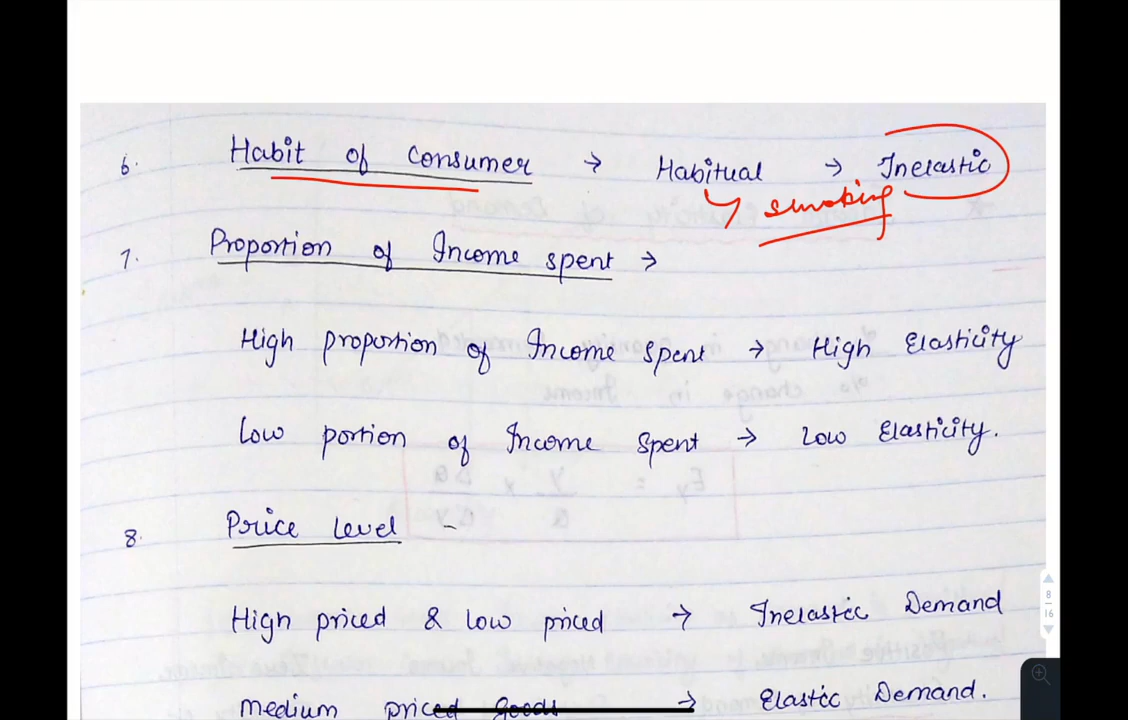 6. Habit of Consumer → Habitual → Inelastic
smoking
7. Proportion of Income spent →
High proportion of Income spent → High Elasticity
Low portion of Income spent → Low Elasticity.
8. Price Level -
High priced & Low priced → Inelastic Demand
Medium priced goods → Elastic Demand.
8
16